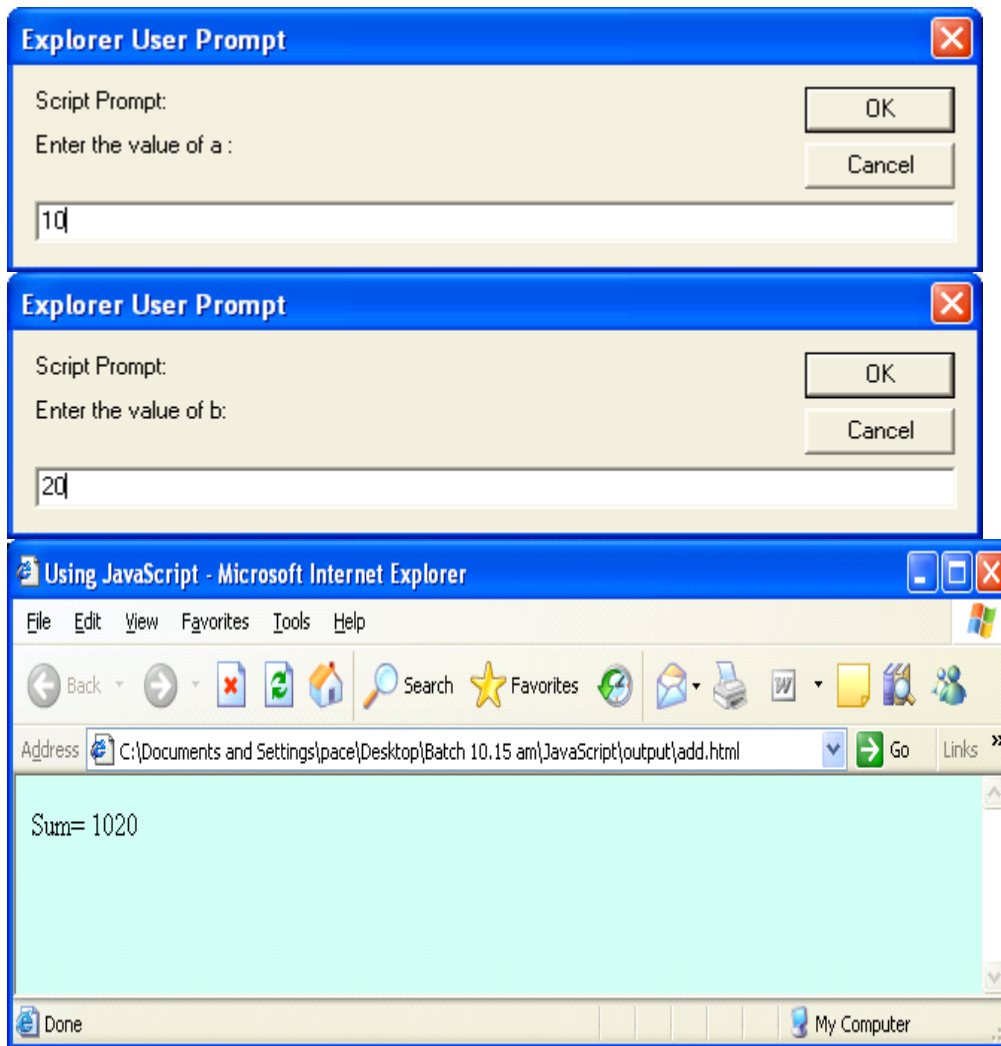 Explorer User Prompt
Script Prompt:
OK
Enter the value of a :
Cancel
10
Explorer User Prompt
Script Prompt:
OK
Enter the value of b:
Cancel
20
Using JavaScript - Microsoft Internet Explorer
File Edit View Favorites Tools Help
Back Search Favorites W
Address C:\Documents and Settings\pace\Desktop\Batch 10.15 am\JavaScript\output\add.html Go Links »
Sum= 1020
Done My Computer